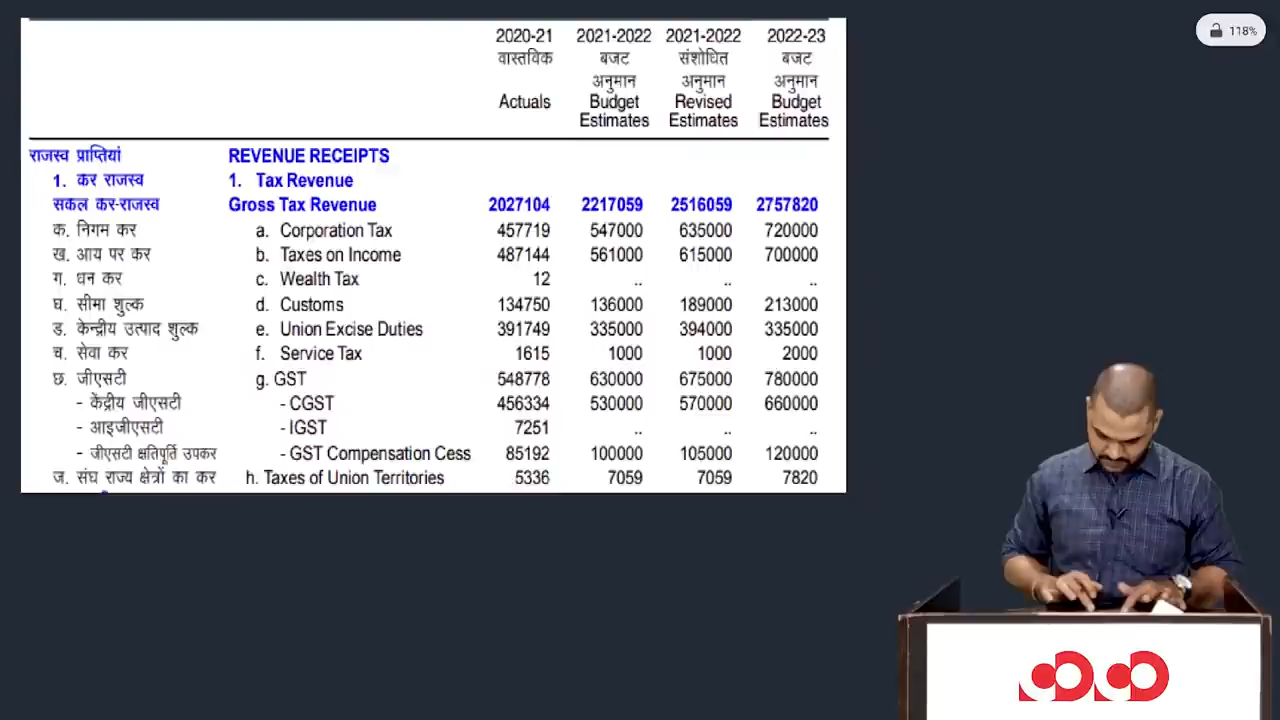 118%
2020-21 2021-2022 2021-2022 2022-23
वास्तविक बजट संशोधित बजट
अनुमान अनुमान अनुमान
Actuals Budget Revised Budget
Estimates Estimates Estimates
राजस्व प्राप्तियां REVENUE RECEIPTS
1. कर राजस्व 1. Tax Revenue
सकल कर-राजस्व Gross Tax Revenue 2027104 2217059 2516059 2757820
क. निगम कर a. Corporation Tax 457719 547000 635000 720000
ख. आय पर कर b. Taxes on Income 487144 561000 615000 700000
ग. धन कर c. Wealth Tax 12 .. .. ..
घ. सीमा शुल्क d. Customs 134750 136000 189000 213000
ड. केन्द्रीय उत्पाद शुल्क e. Union Excise Duties 391749 335000 394000 335000
च. सेवा कर f. Service Tax 1615 1000 1000 2000
छ. जीएसटी g. GST 548778 630000 675000 780000
- केंद्रीय जीएसटी - CGST 456334 530000 570000 660000
- आइजीएसटी - IGST 7251 .. .. ..
- जीएसटी क्षतिपूर्ति उपकर - GST Compensation Cess 85192 100000 105000 120000
ज. संघ राज्य क्षेत्रों का कर h. Taxes of Union Territories 5336 7059 7059 7820